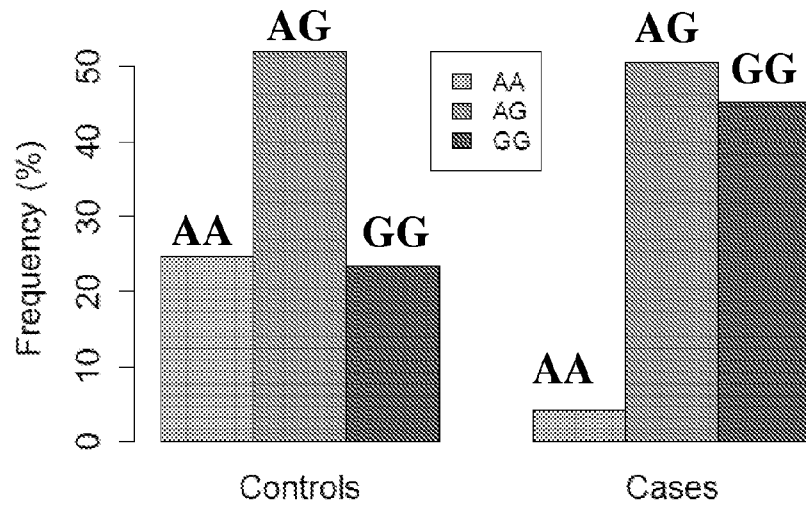 AG
AG
50
GG
AA
AG
40
GG
Frequency (%)
30
AA
GG
20
10
AA
0
Controls
Cases